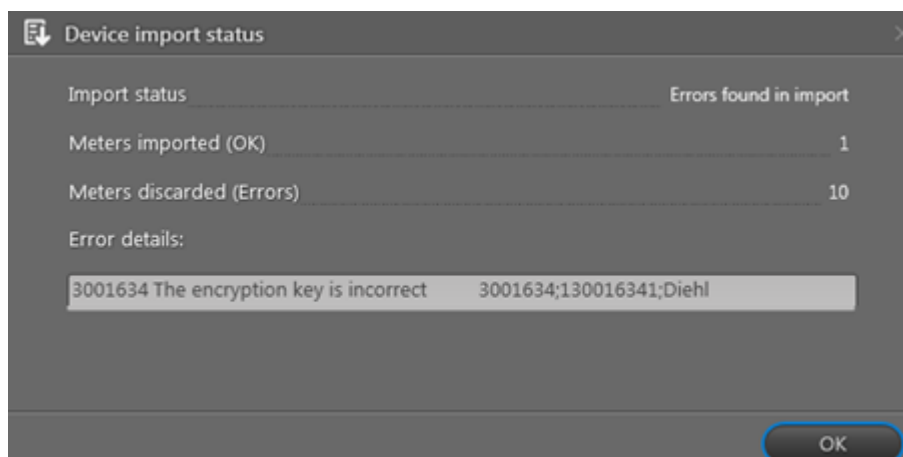 Device import status
Import status Errors found in import
Meters imported (OK) 1
Meters discarded (Errors) 10
Error details:
3001634 The encryption key is incorrect 3001634;130016341;Diehl
OK